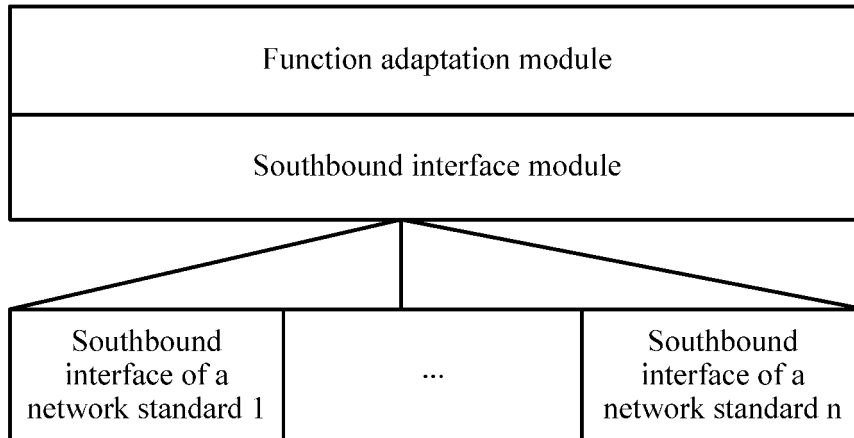 Function adaptation module
Southbound interface module
Southbound
interface of a
network standard 1
...
Southbound
interface of a
network standard n